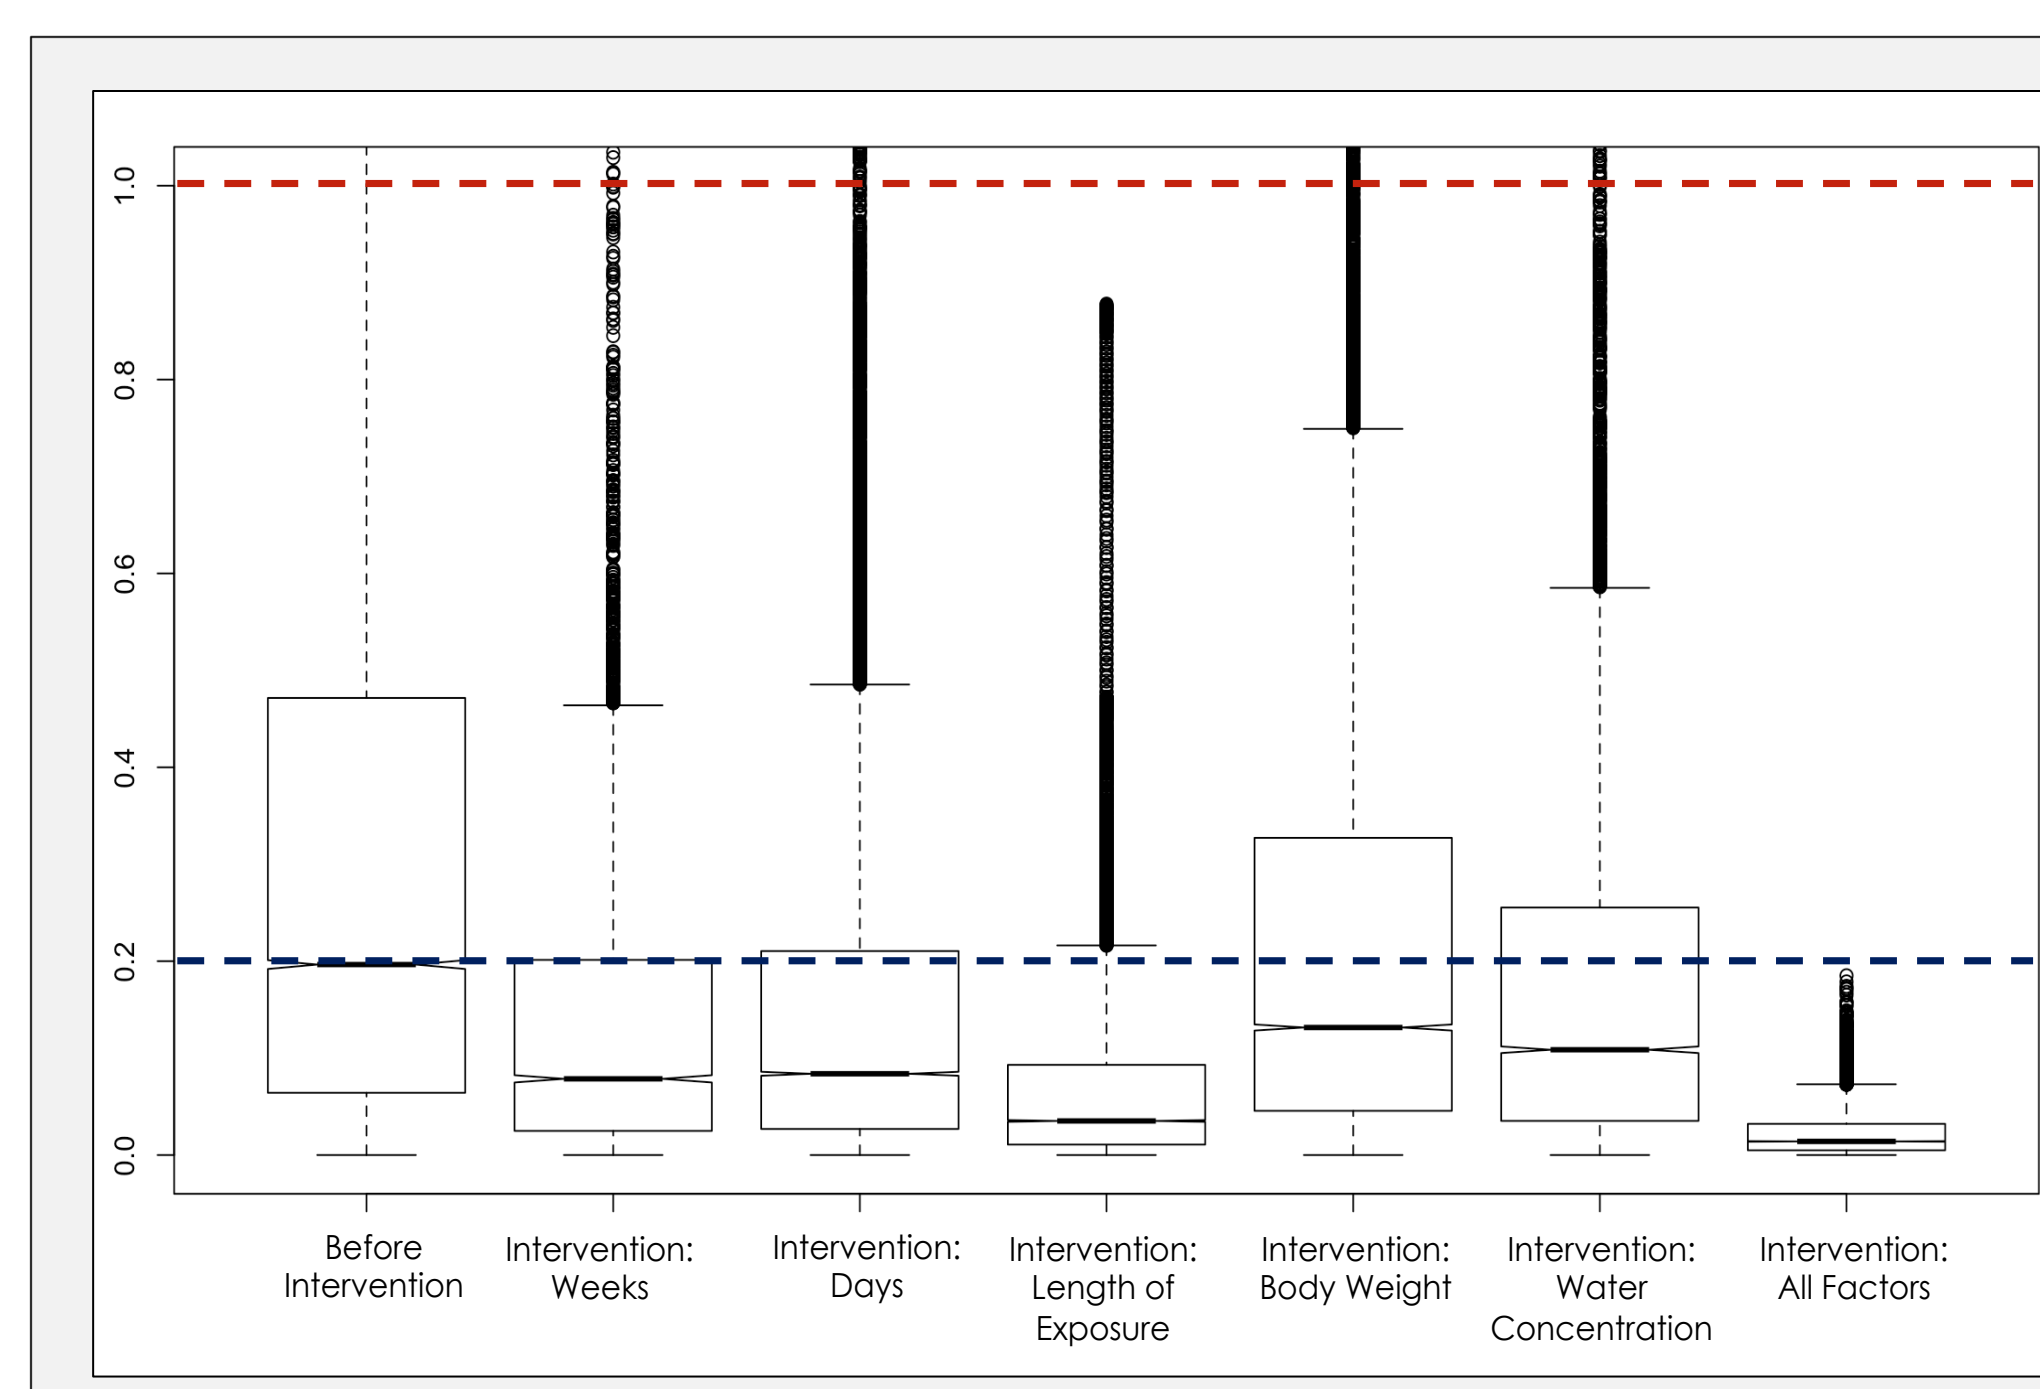 1.0
0.8
0.6
0.4
0.2
0.0
Before
Intervention
Intervention:
Weeks
Intervention:
Days
Intervention:
Length of
Exposure
Intervention:
Body Weight
Intervention:
Water
Concentration
Intervention:
All Factors